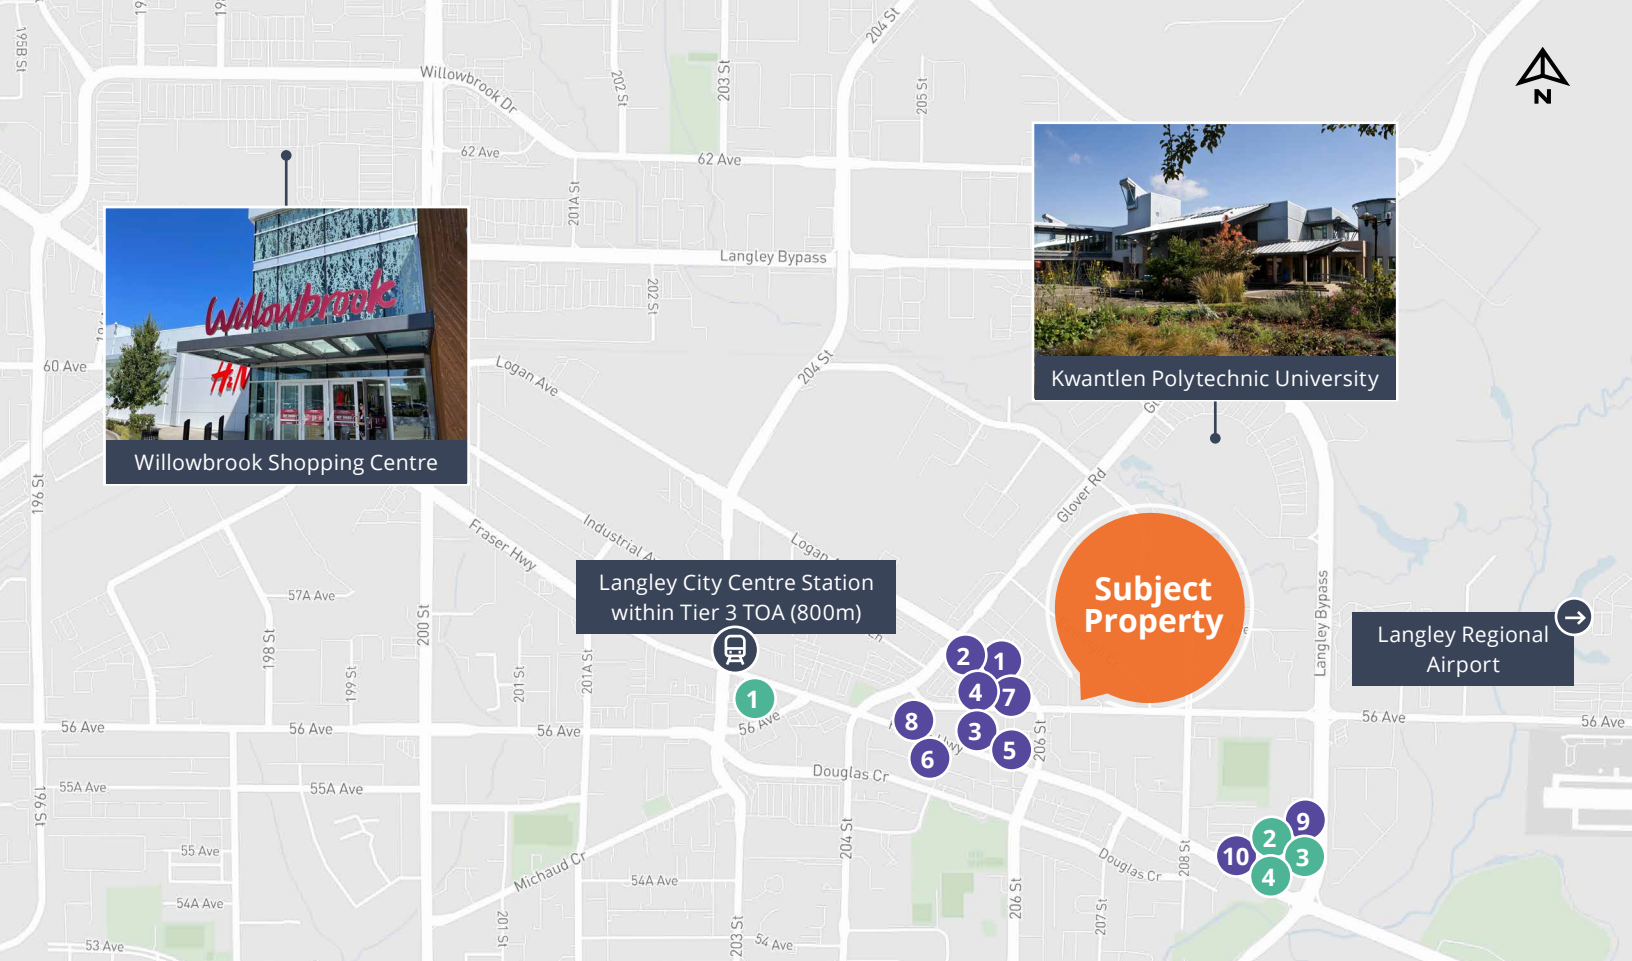 195B St
Willowbrook Dr
202 St
203 St
204 St
205 St
N
62 Ave
62 Ave
201A St
Langley Bypass
202 St
Willowbrook
H&M
Willowbrook Shopping Centre
Kwantlen Polytechnic University
60 Ave
Logan Ave
204 St
196 St
Glover Rd
Fraser Hwy
Industrial Av
Logan
Langley City Centre Station
within Tier 3 TOA (800m)
Subject
Property
Langley Bypass
Langley Regional
Airport
57A Ave
198 St
199 St
200 St
201 St
201A St
2
1
4
7
1
8
3
5
6
Hwy
206 St
56 Ave
56 Ave
56 Ave
56 Ave
56 Ave
56 Ave
55A Ave
55A Ave
Douglas Cr
196 St
204 St
9
2
10
3
4
208 St
Douglas Cr
55 Ave
Michaud Cr
54A Ave
54A Ave
206 St
207 St
53 Ave
201 St
203 St
54 Ave